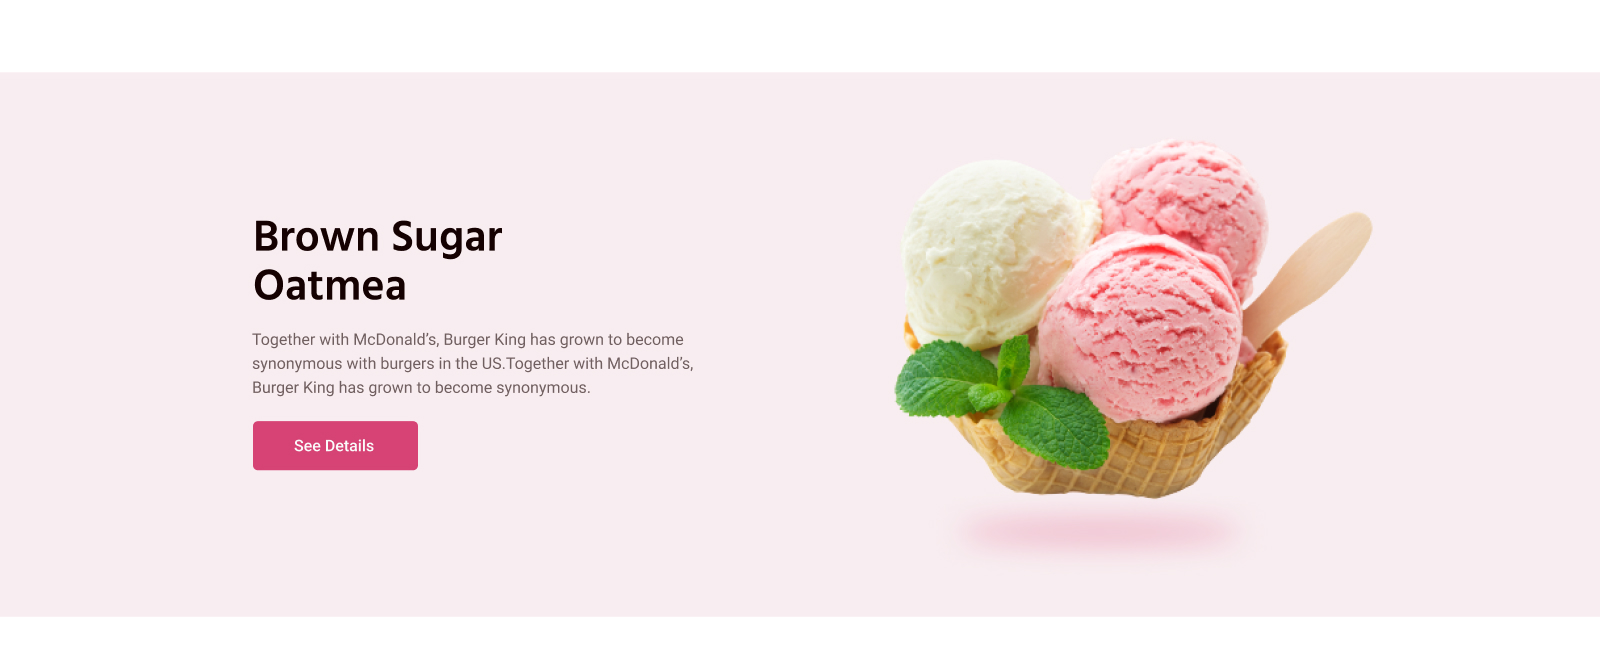 Brown Sugar
Oatmea
Together with McDonald’s, Burger King has grown to become
synonymous with burgers in the US.Together with McDonald’s,
Burger King has grown to become synonymous.
See Details